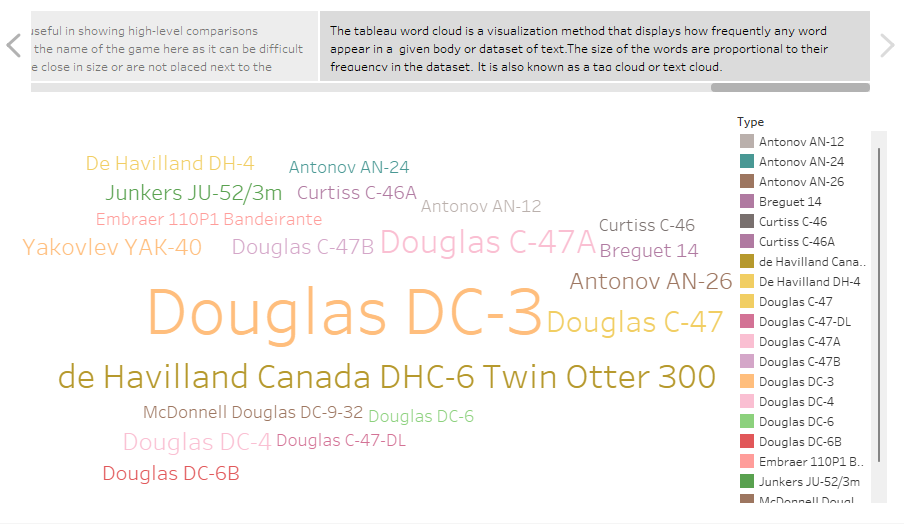 useful in showing high-level comparisons
the name of the game here as it can be difficult
e close in size or are not placed next to the
The tableau word cloud is a visualization method that displays how frequently any word
appear in a  given body or dataset of text.The size of the words are proportional to their
frequency in the dataset. It is also known as a tag cloud or text cloud.
De Havilland DH-4
Antonov AN-24
Junkers JU-52/3m
Curtiss C-46A
Antonov AN-12
Embraer 110P1 Bandeirante
Curtiss C-46
Yakovlev YAK-40
Douglas C-47B
Douglas C-47A
Breguet 14
Antonov AN-26
Douglas DC-3
Douglas C-47
de Havilland Canada DHC-6 Twin Otter 300
McDonnell Douglas DC-9-32
Douglas DC-6
Douglas DC-4
Douglas C-47-DL
Douglas DC-6B
Type
Antonov AN-12
Antonov AN-24
Antonov AN-26
Breguet 14
Curtiss C-46
Curtiss C-46A
de Havilland Cana..
De Havilland DH-4
Douglas C-47
Douglas C-47-DL
Douglas C-47A
Douglas C-47B
Douglas DC-3
Douglas DC-4
Douglas DC-6
Douglas DC-6B
Embraer 110P1 B..
Junkers JU-52/3m
McDonnell Dougl..